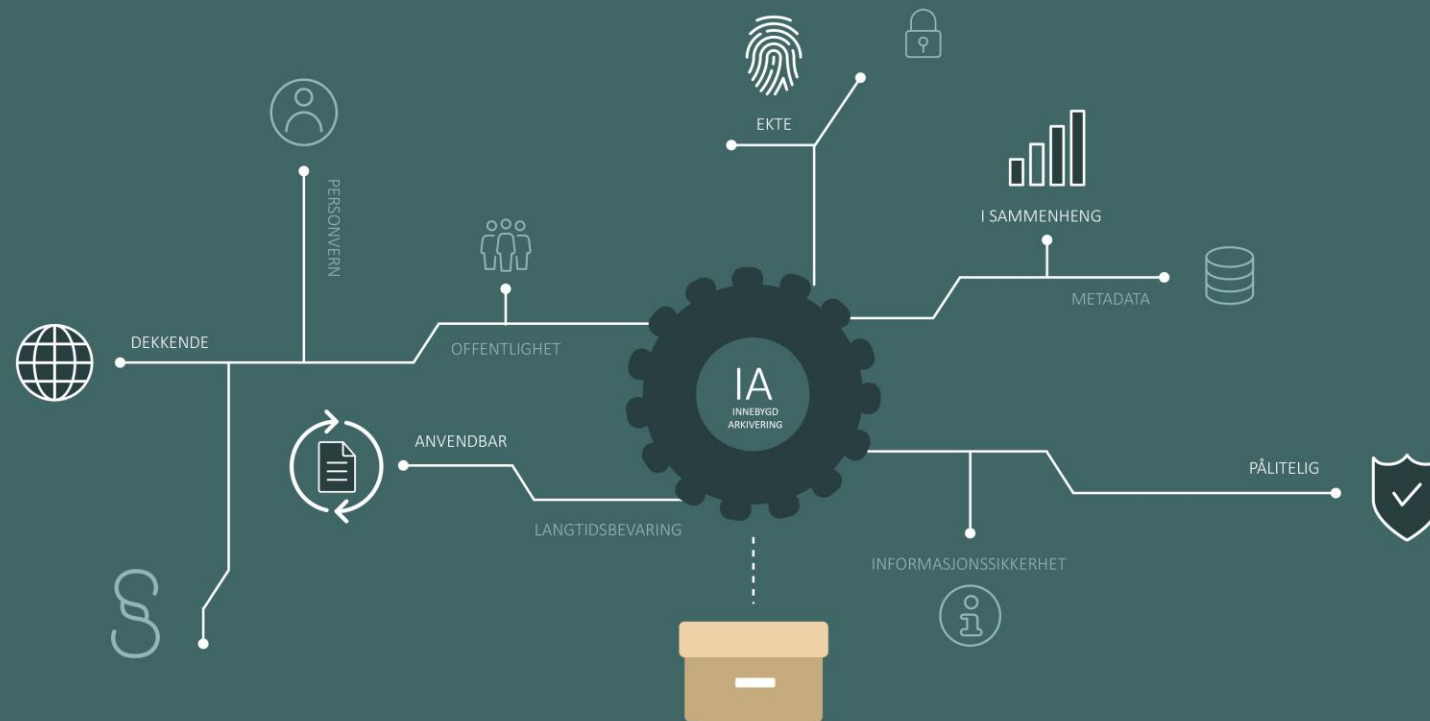 EKTE
PERSONVERN
I SAMMENHENG
METADATA
DEKKENDE
OFFENTLIGHET
IA
INNEBYGD
ARKIVERING
ANVENDBAR
PÅLITELIG
LANGTIDSBEVARING
INFORMASJONSSIKKERHET
§